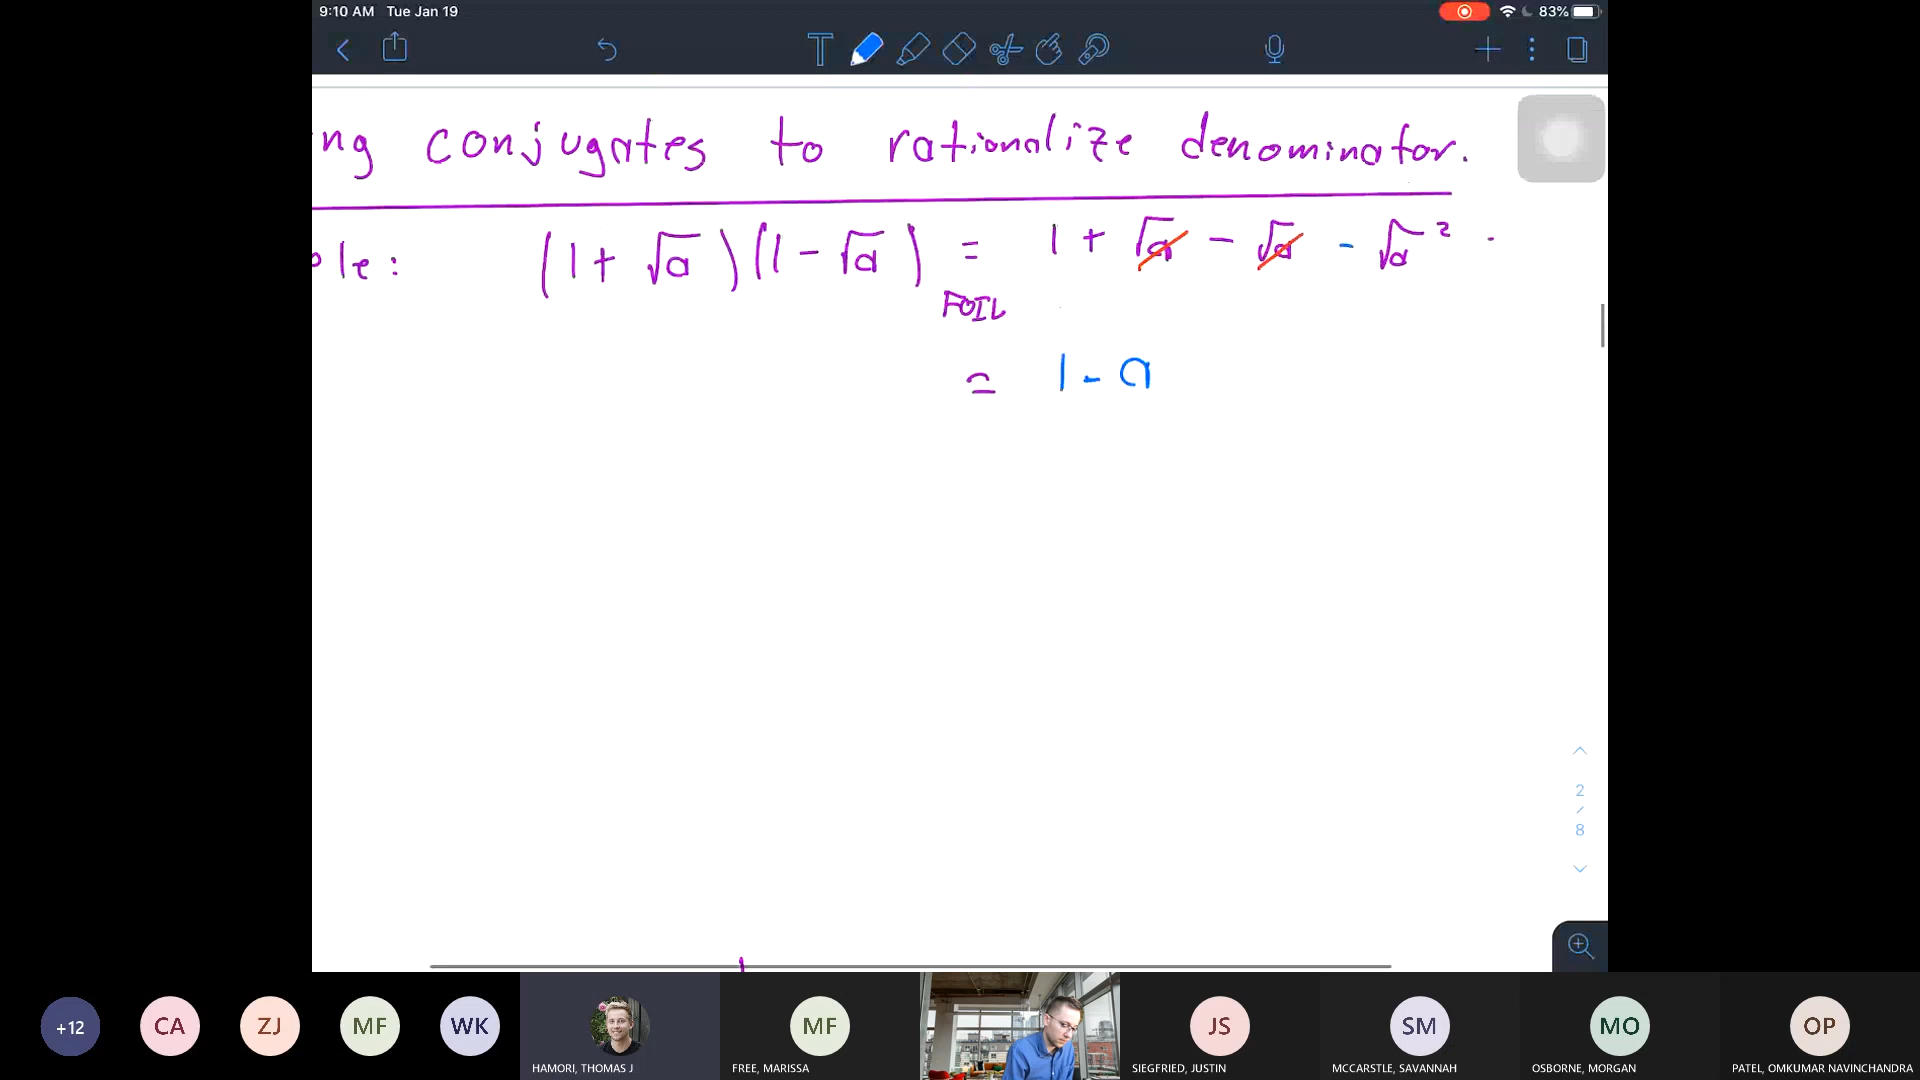 9:10 AM Tue Jan 19
83%
ng conjugates to rationalize denominator.
ple: (1 + √a)(1 - √a) = 1 + √a - √a - √a² .
FOIL
= 1 - a
2
/
8
+12 CA ZJ MF WK MF JS SM MO OP
HAMORI, THOMAS J FREE, MARISSA SIEGFRIED, JUSTIN MCCARSTLE, SAVANNAH OSBORNE, MORGAN PATEL, OMKUMAR NAVINCHANDRA